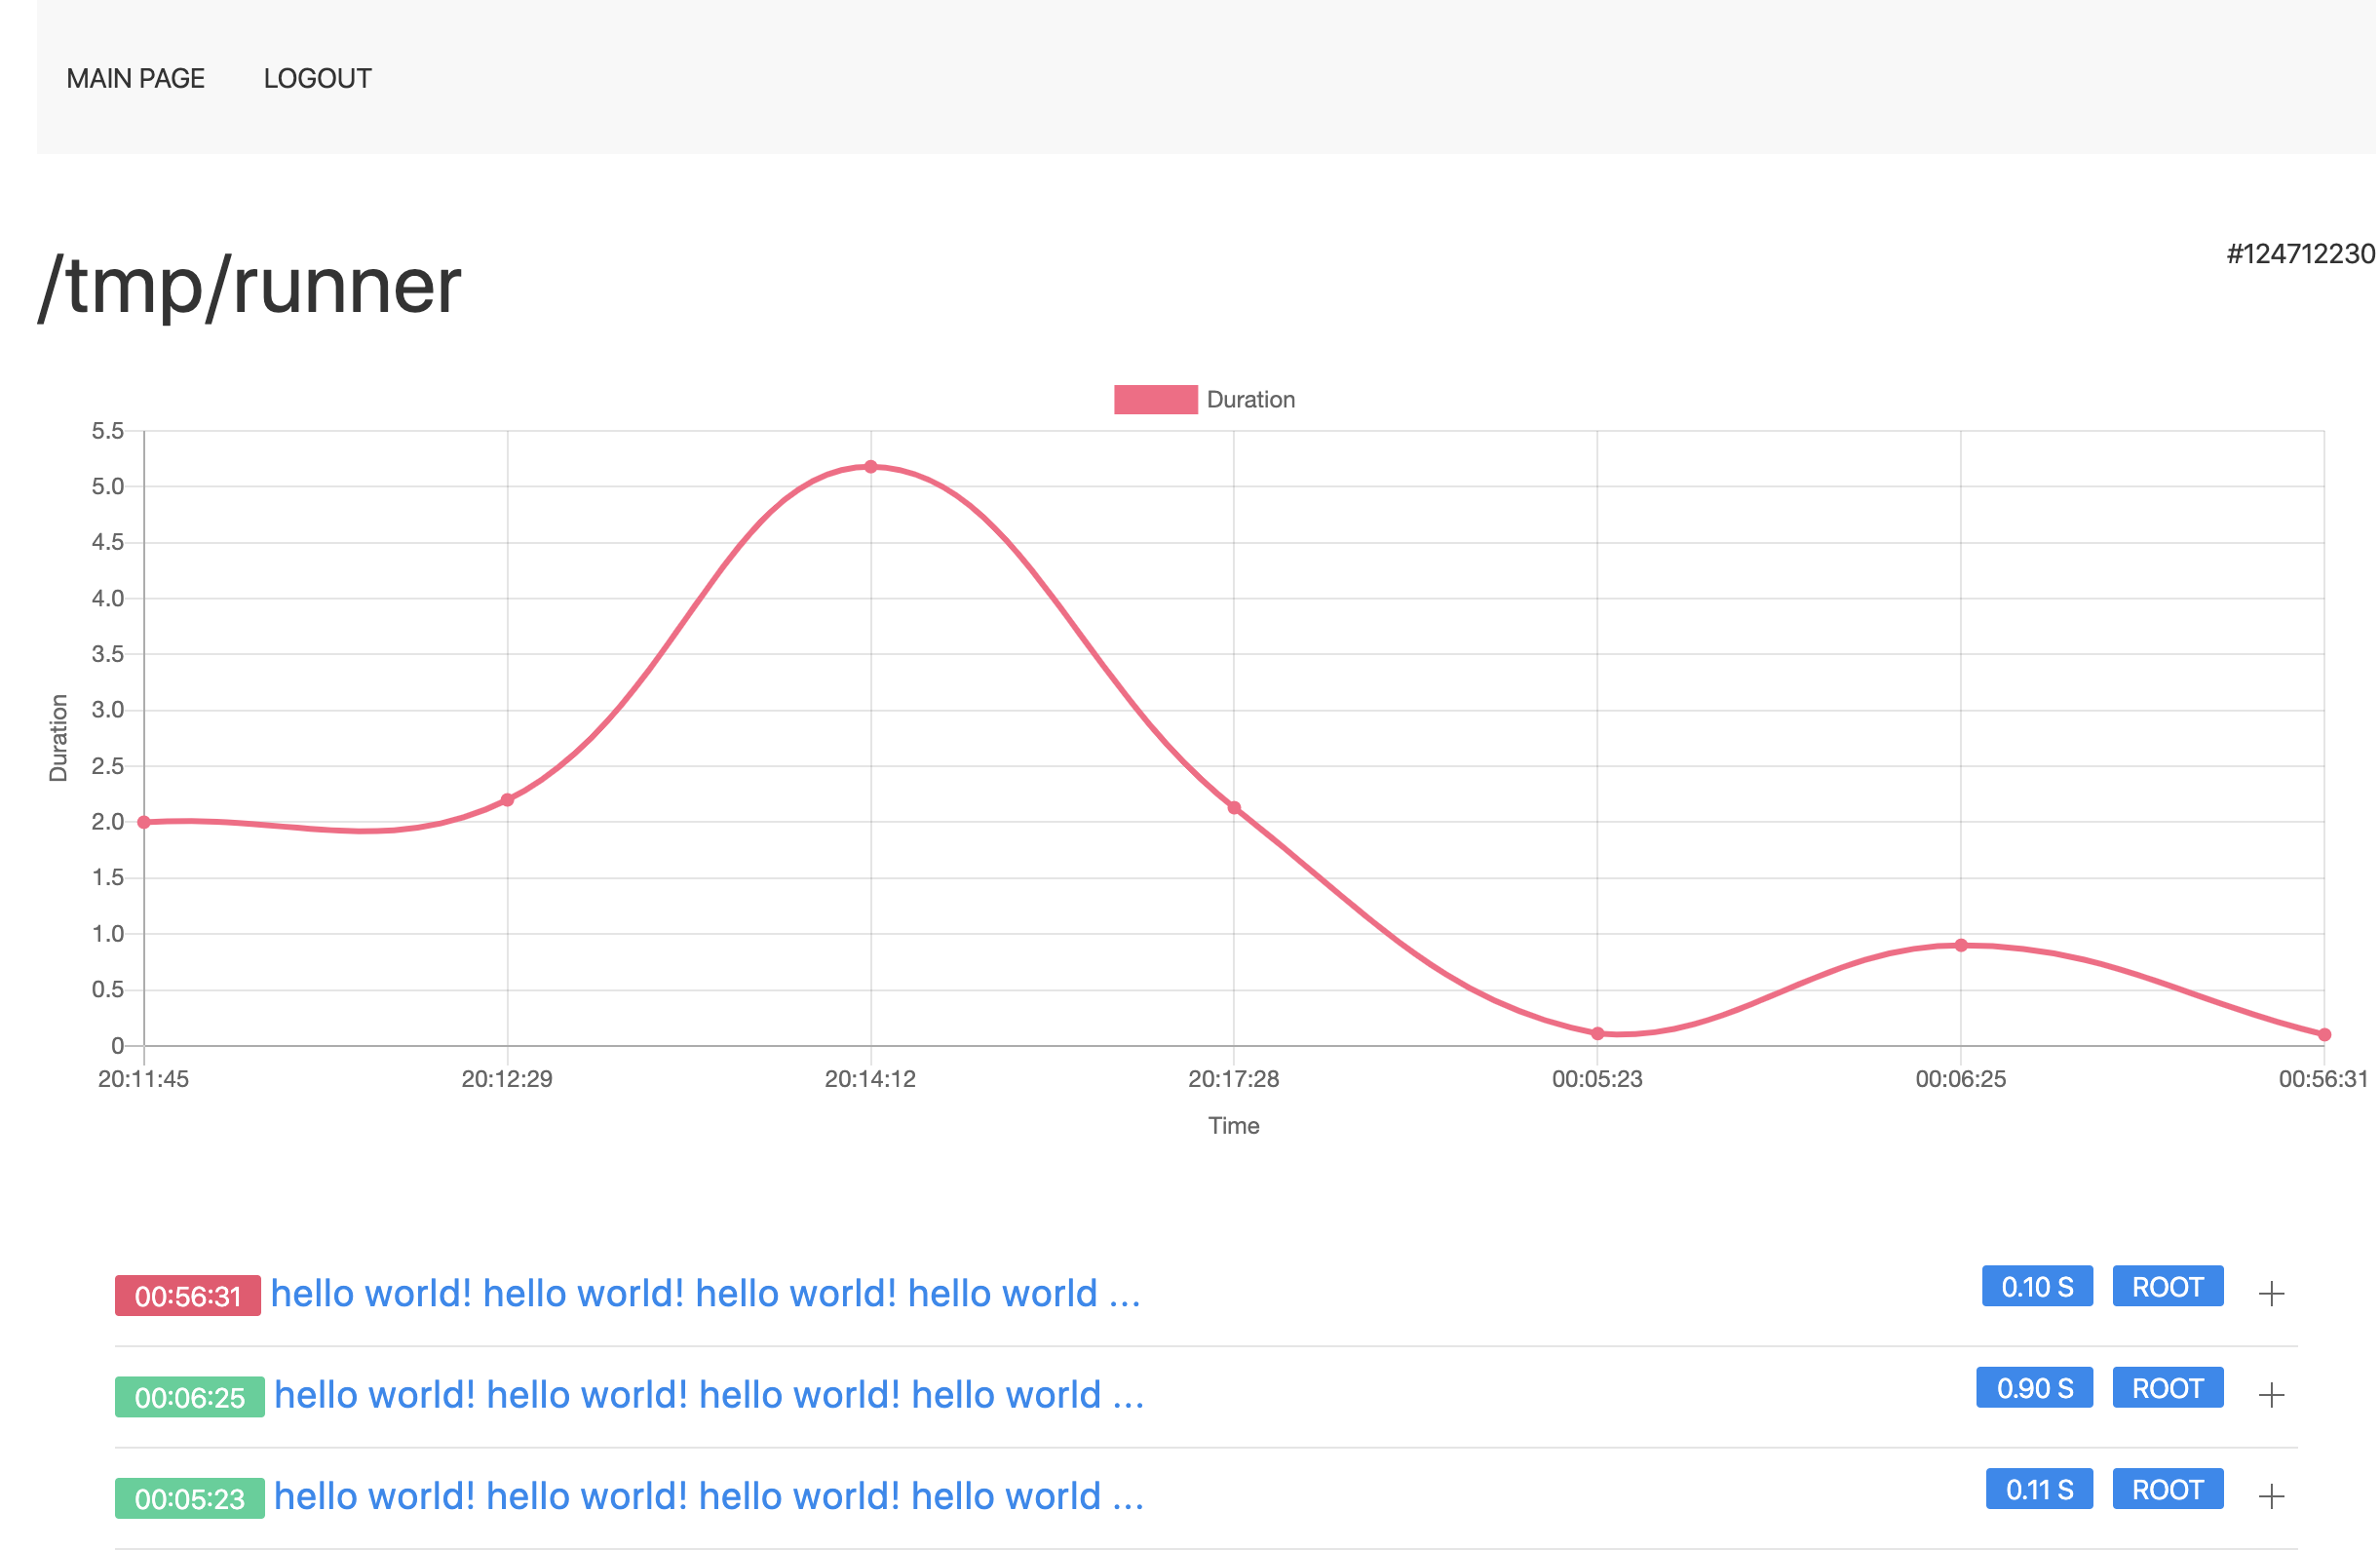 MAIN PAGE LOGOUT
/tmp/runner
#124712230
Duration
5.5
5.0
4.5
4.0
3.5
3.0
2.5
2.0
1.5
1.0
0.5
0
Duration
20:11:45 20:12:29 20:14:12 20:17:28 00:05:23 00:06:25 00:56:31
Time
00:56:31 hello world! hello world! hello world! hello world ... 0.10 S ROOT +
00:06:25 hello world! hello world! hello world! hello world ... 0.90 S ROOT +
00:05:23 hello world! hello world! hello world! hello world ... 0.11 S ROOT +